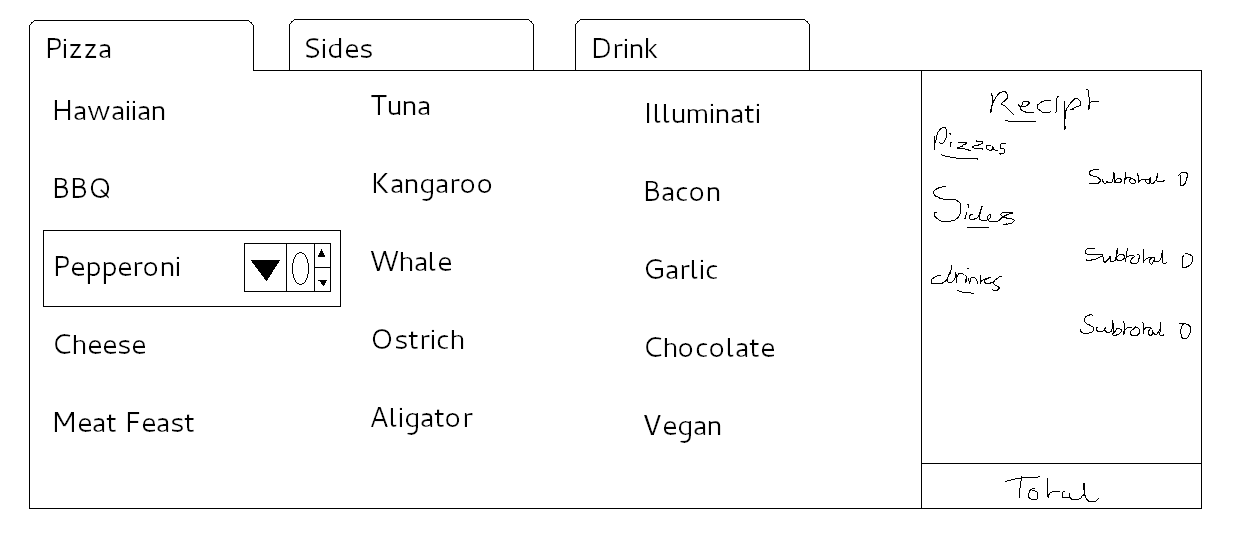 Pizza
Sides
Drink
Hawaiian
Tuna
Illuminati
BBQ
Kangaroo
Bacon
Pepperoni 0
Whale
Garlic
Cheese
Ostrich
Chocolate
Meat Feast
Aligator
Vegan
Recipt
Pizzas
Subtotal 0
Sides
Subtotal 0
drinks
Subtotal 0
Total